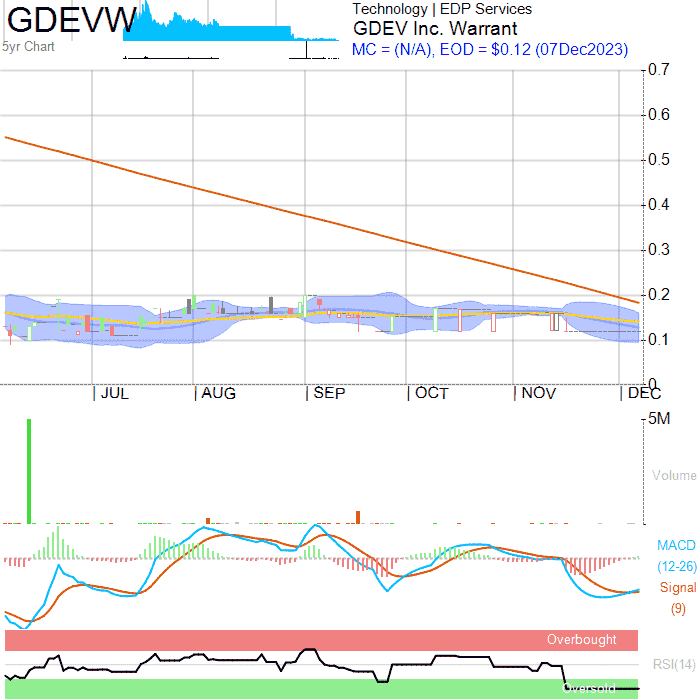 GDEVW
5yr Chart
Technology | EDP Services
GDEV Inc. Warrant
MC = (N/A), EOD = $0.12 (07Dec2023)
0.7
0.6
0.5
0.4
0.3
0.2
0.1
0
JUL
AUG
SEP
OCT
NOV
DEC
5M
Volume
MACD
(12-26)
Signal
(9)
Overbought
RSI(14)
Oversold